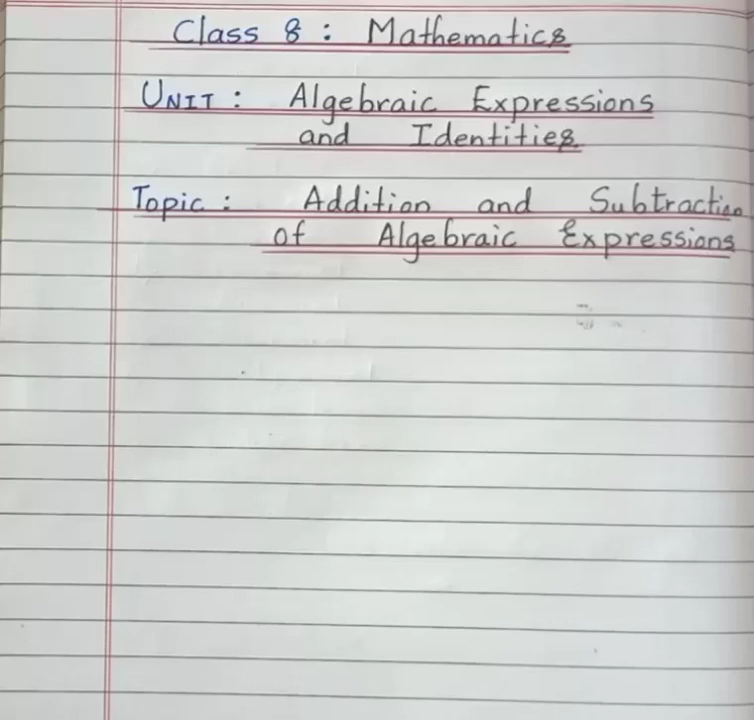 Class 8 : Mathematics
UNIT : Algebraic Expressions
and Identities
Topic : Addition and Subtraction
of Algebraic Expressions